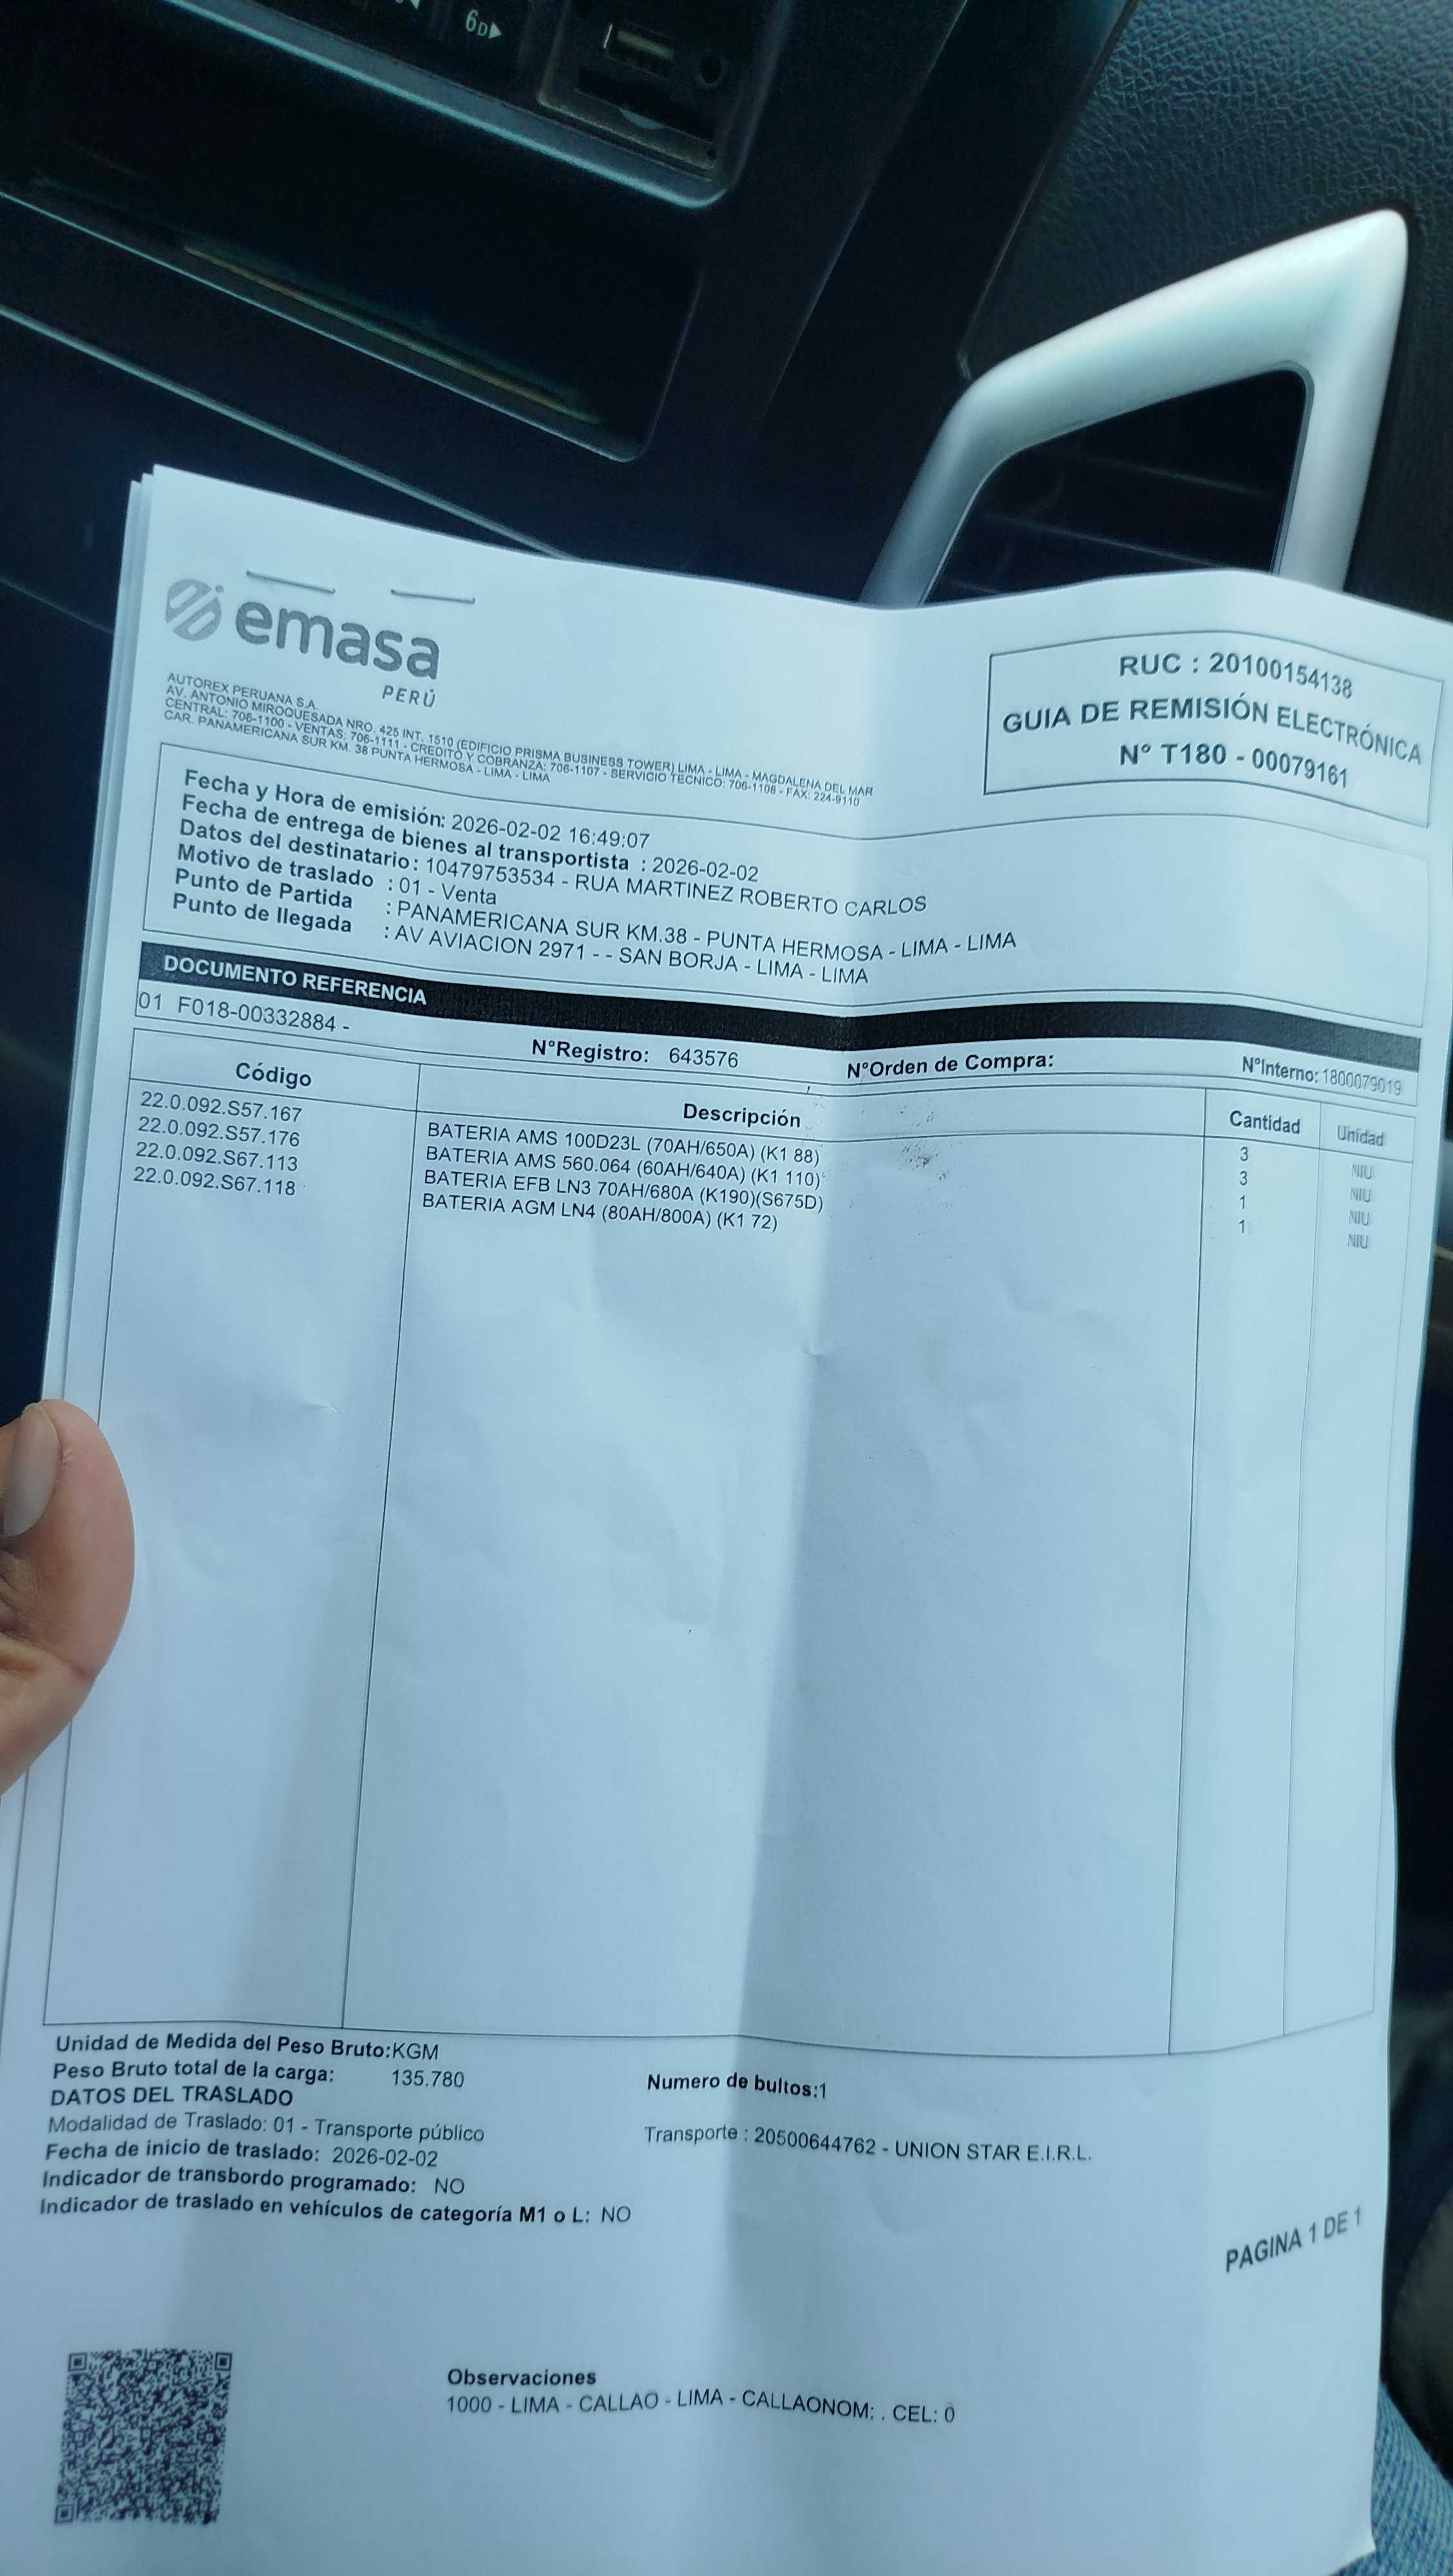 6D▶
emasa
PERÚ
AUTOREX PERUANA S.A.
AV. ANTONIO MIROQUESADA NRO. 425 INT. 1510 (EDIFICIO PRISMA BUSINESS TOWER) LIMA - LIMA - MAGDALENA DEL MAR
CENTRAL: 706-1100 - VENTAS: 706-1111 - CREDITO Y COBRANZA: 706-1107 - SERVICIO TECNICO: 706-1108 - FAX: 224-9110
CAR. PANAMERICANA SUR KM. 38 PUNTA HERMOSA - LIMA - LIMA
RUC : 20100154138
GUIA DE REMISIÓN ELECTRÓNICA
N° T180 - 00079161
Fecha y Hora de emisión: 2026-02-02 16:49:07
Fecha de entrega de bienes al transportista : 2026-02-02
Datos del destinatario : 10479753534 - RUA MARTINEZ ROBERTO CARLOS
Motivo de traslado : 01 - Venta
Punto de Partida : PANAMERICANA SUR KM.38 - PUNTA HERMOSA - LIMA - LIMA
Punto de llegada : AV AVIACION 2971 - - SAN BORJA - LIMA - LIMA
DOCUMENTO REFERENCIA
01 F018-00332884 - N°Registro: 643576 N°Orden de Compra: N°Interno: 1800079019
Código Descripción Cantidad Unidad
22.0.092.S57.167 BATERIA AMS 100D23L (70AH/650A) (K1 88) 3 NIU
22.0.092.S57.176 BATERIA AMS 560.064 (60AH/640A) (K1 110) 3 NIU
22.0.092.S67.113 BATERIA EFB LN3 70AH/680A (K190)(S675D) 1 NIU
22.0.092.S67.118 BATERIA AGM LN4 (80AH/800A) (K1 72) 1 NIU
Unidad de Medida del Peso Bruto:KGM
Peso Bruto total de la carga: 135.780 Numero de bultos:1
DATOS DEL TRASLADO
Modalidad de Traslado: 01 - Transporte público Transporte : 20500644762 - UNION STAR E.I.R.L.
Fecha de inicio de traslado: 2026-02-02
Indicador de transbordo programado: NO
Indicador de traslado en vehículos de categoría M1 o L: NO
PAGINA 1 DE 1
Observaciones
1000 - LIMA - CALLAO - LIMA - CALLAONOM: . CEL: 0